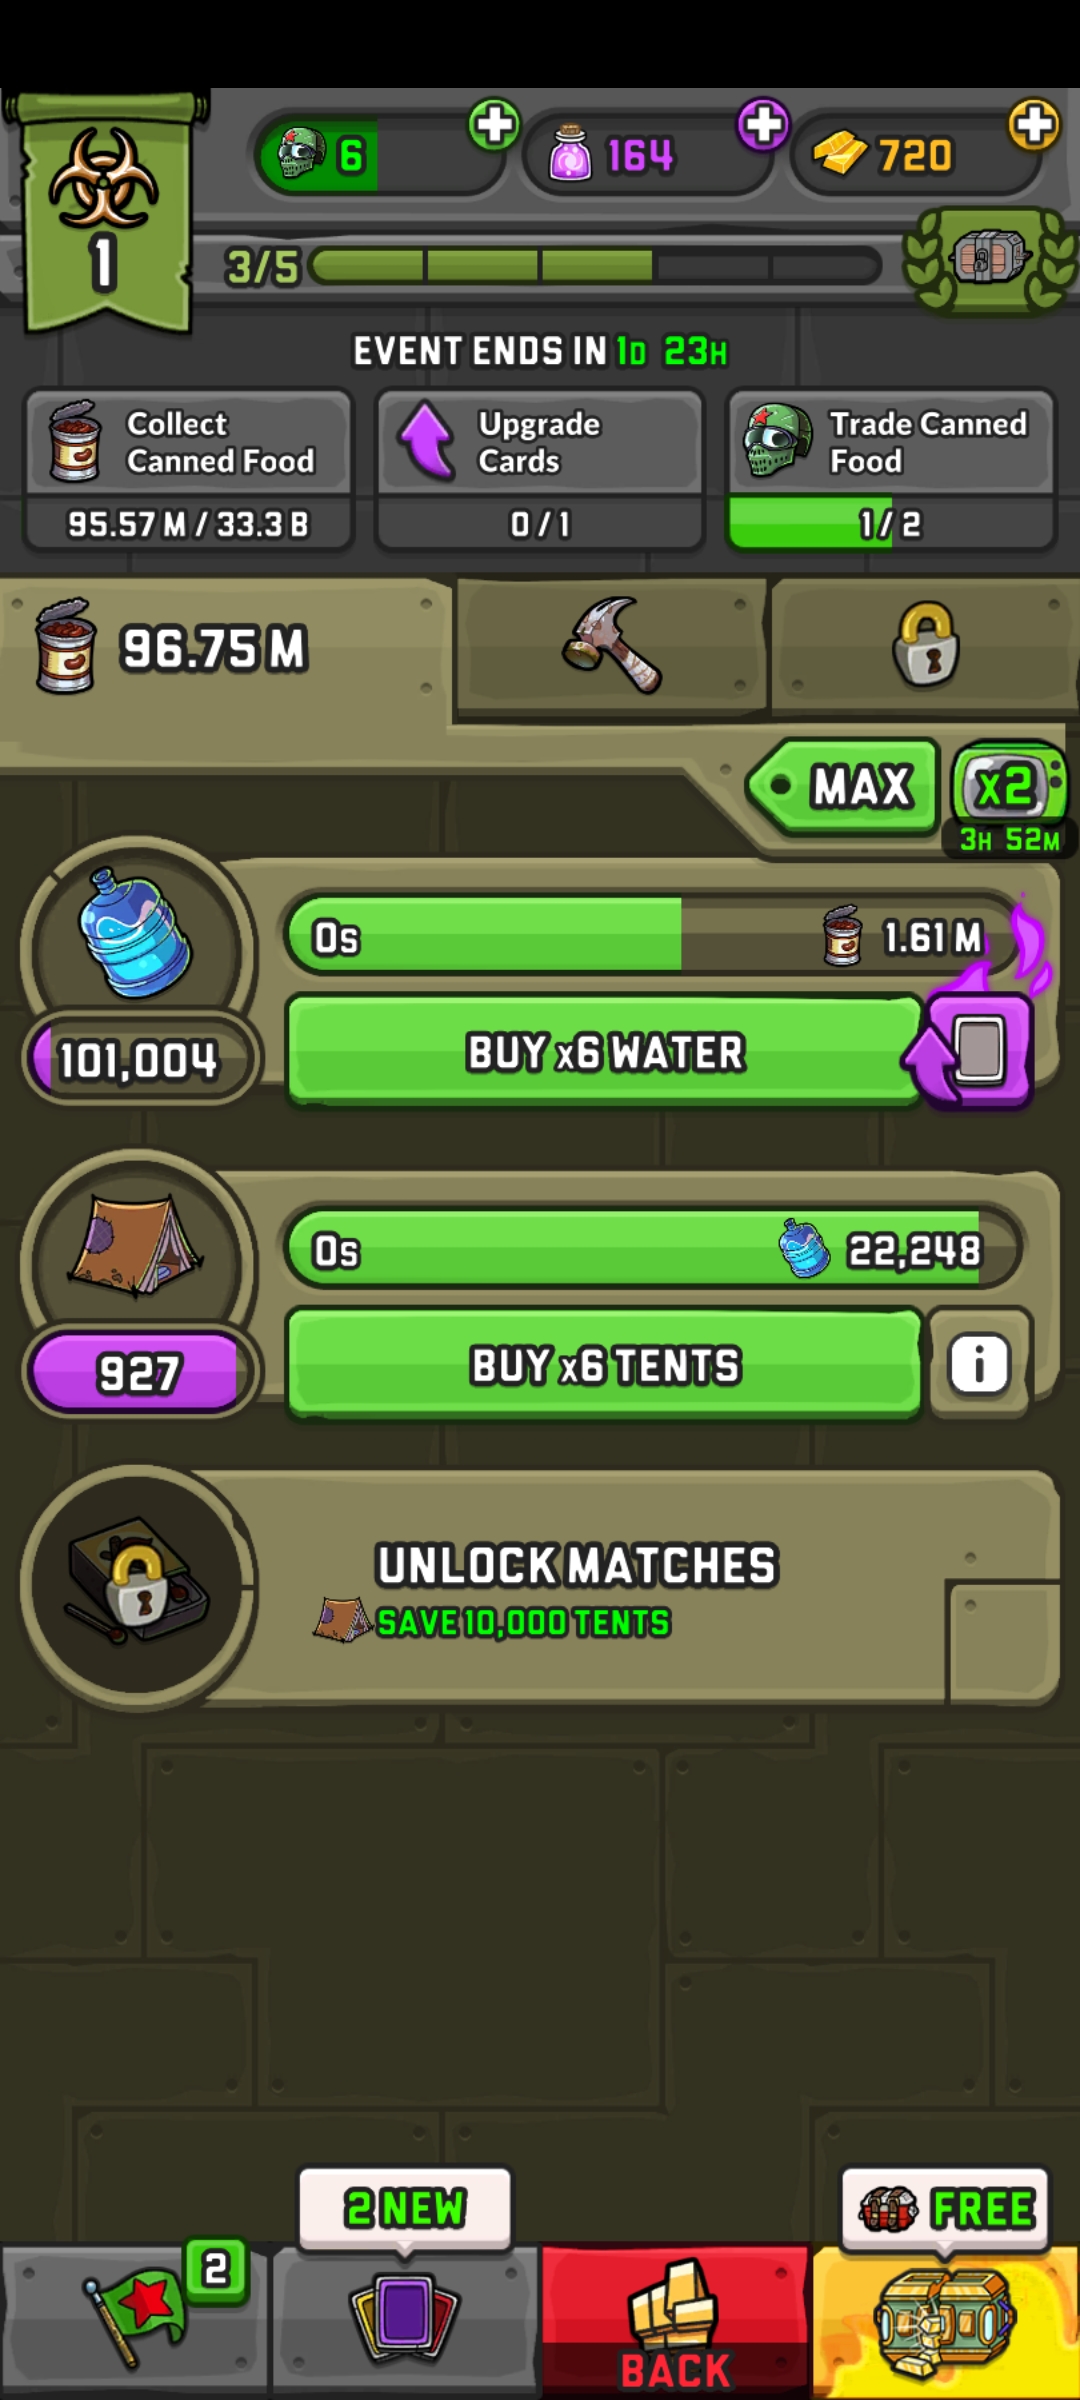 6
164
720
1
3/5
EVENT ENDS IN 1D 23H
Collect
Canned Food
95.57 M / 33.3 B
Upgrade
Cards
0 / 1
Trade Canned
Food
1 / 2
96.75 M
MAX
x2
3H 52M
0s
1.61 M
101,004
BUY x6 WATER
0s
22,248
927
BUY x6 TENTS
i
UNLOCK MATCHES
SAVE 10,000 TENTS
2 NEW
FREE
2
BACK